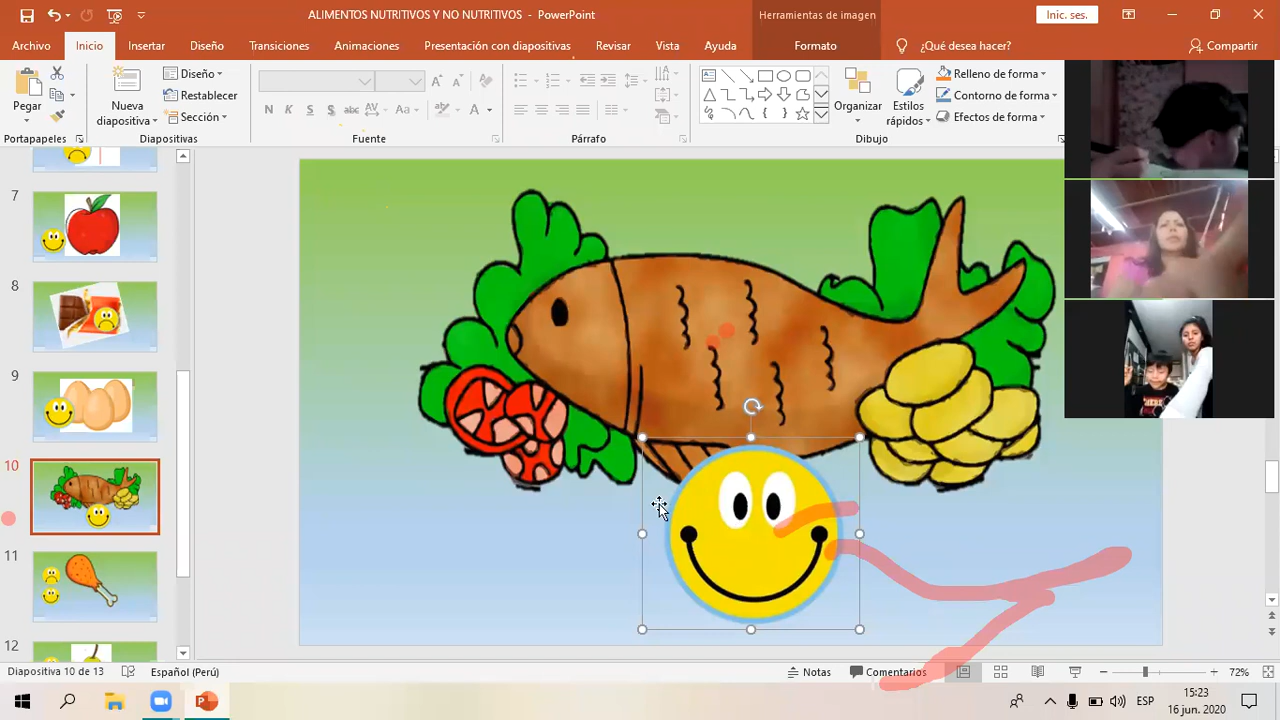 ALIMENTOS NUTRITIVOS Y NO NUTRITIVOS - PowerPoint
Herramientas de imagen
Inic. ses.
Archivo Inicio Insertar Diseño Transiciones Animaciones Presentación con diapositivas Revisar Vista Ayuda Formato ¿Qué desea hacer? Compartir
Pegar
Nueva diapositiva
Diseño
Restablecer
Sección
N K S S abc AV Aa A
Organizar
Estilos rápidos
Relleno de forma
Contorno de forma
Efectos de forma
Portapapeles Diapositivas Fuente Párrafo Dibujo
7
8
9
10
11
12
Diapositiva 10 de 13 Español (Perú) Notas Comentarios 72%
ESP 15:23
16 jun. 2020